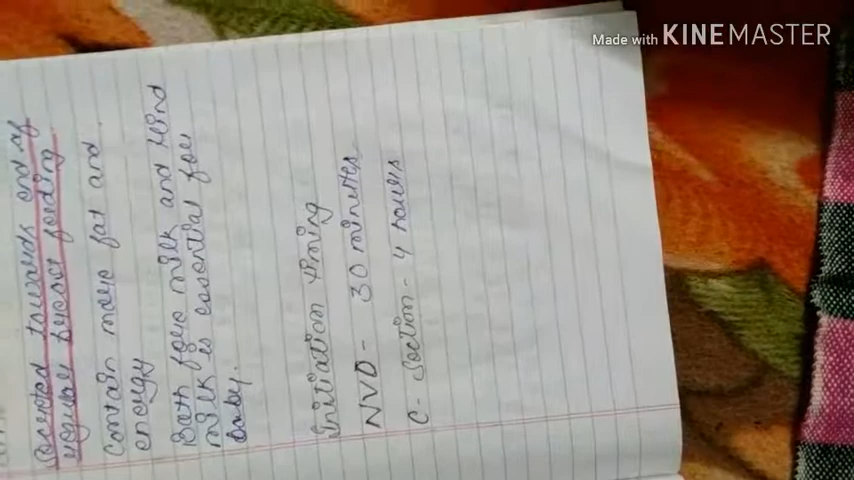 Secreted towards end of
regular breast feeding
Contain more fat and
energy
Both fore milk and Hind
milk is essential for
baby.
Initiation timing
NVD - 30 minutes
C - Section - 4 hours
Made with KINEMASTER